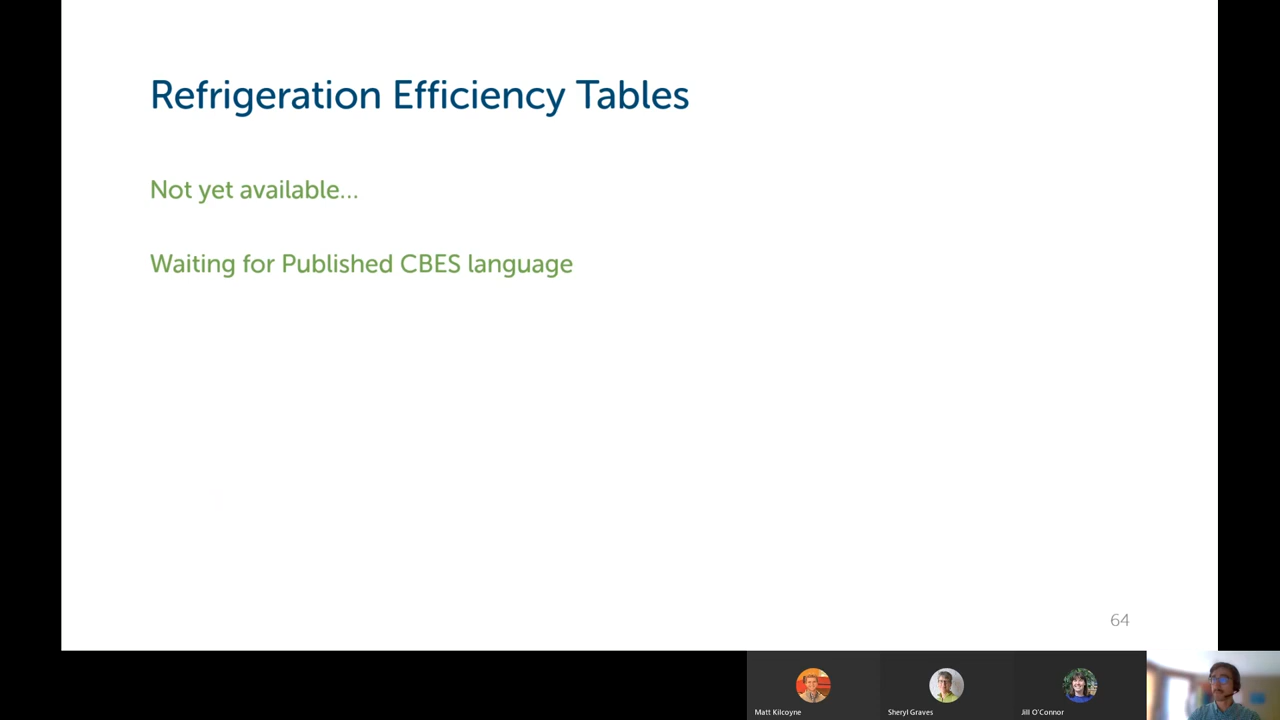 Refrigeration Efficiency Tables
Not yet available...
Waiting for Published CBES language
64
Matt Kilcoyne
Sheryl Graves
Jill O'Connor